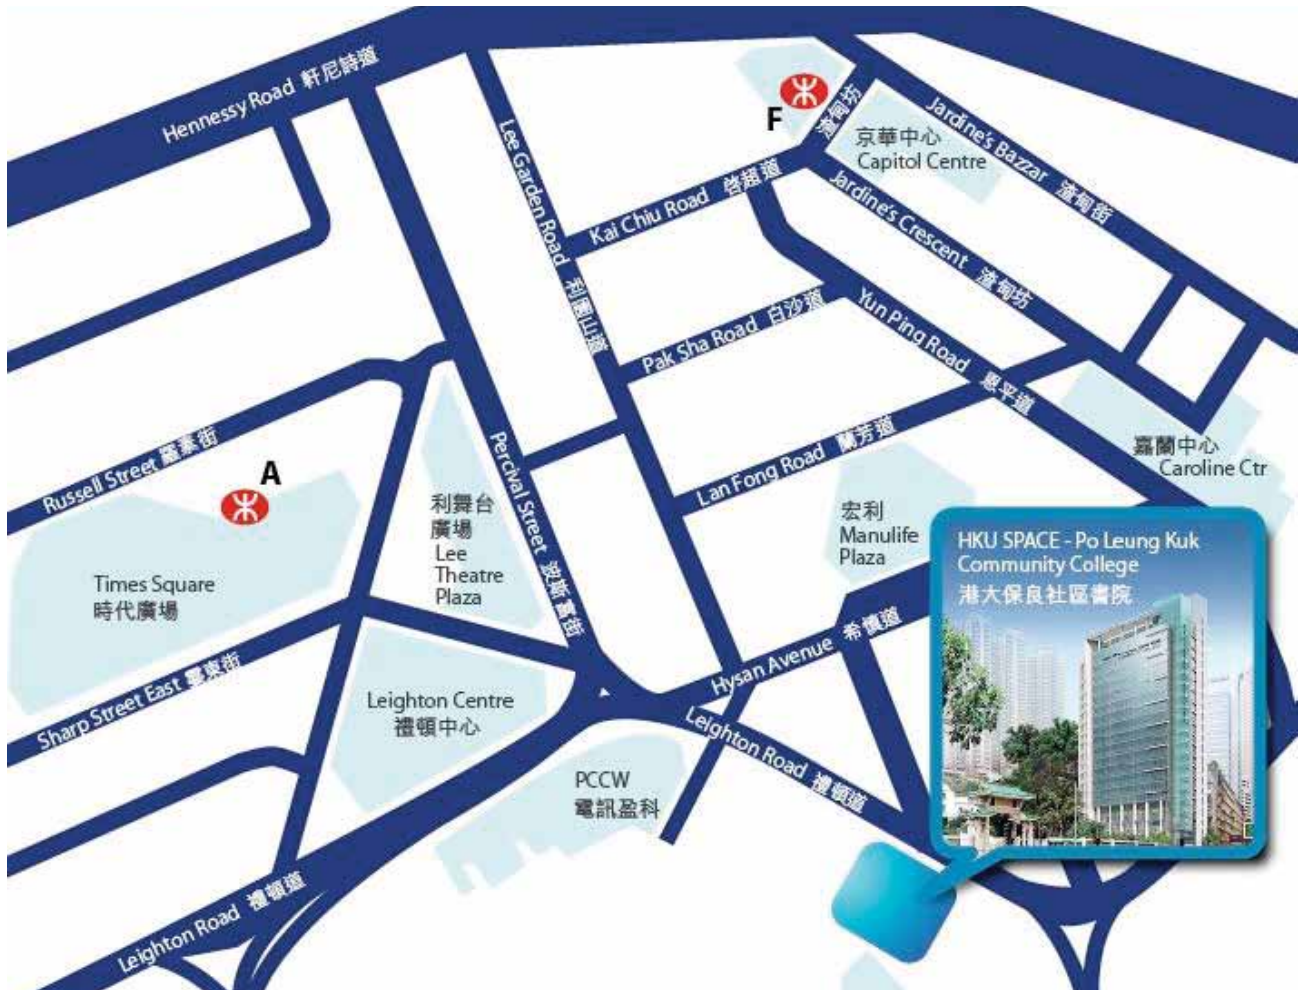 Hennessy Road 軒尼詩道
F
渣甸坊
Jardine's Bazzar 渣甸街
京華中心
Capitol Centre
Lee Garden Road 利園山道
Kai Chiu Road 啓超道
Jardine's Crescent 渣甸坊
Pak Sha Road 白沙道
Yun Ping Road 恩平道
Russell Street 羅素街
A
Percival Street 波斯富街
利舞台
廣場
Lee
Theatre
Plaza
Lan Fong Road 蘭芳道
嘉蘭中心
Caroline Ctr
宏利
Manulife
Plaza
HKU SPACE - Po Leung Kuk
Community College
港大保良社區書院
Times Square
時代廣場
Sharp Street East 霎東街
Leighton Centre
禮頓中心
Hysan Avenue 希慎道
Leighton Road 禮頓道
PCCW
電訊盈科
Leighton Road 禮頓道